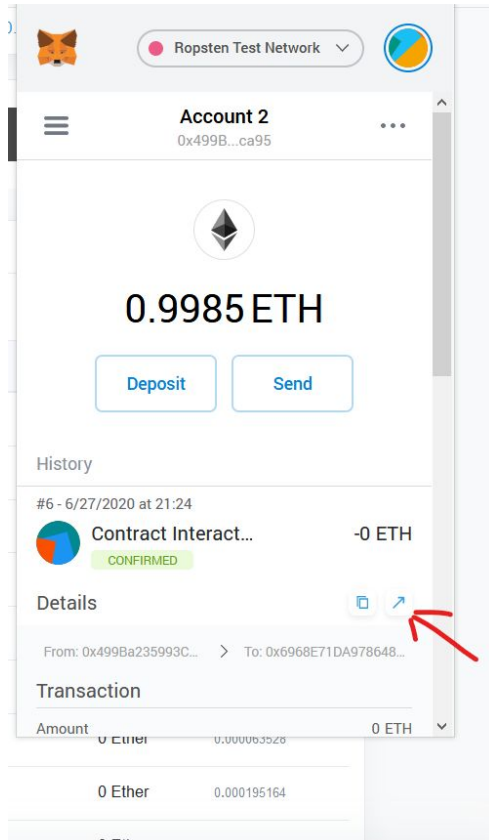 0.
Ropsten Test Network
Account 2
0x499B...ca95
0.9985 ETH
Deposit
Send
History
#6 - 6/27/2020 at 21:24
Contract Interact...
-0 ETH
CONFIRMED
Details
From: 0x499Ba235993C...
To: 0x6968E71DA978648...
Transaction
Amount
0 ETH
0 Ether
0.000063528
0 Ether
0.000195164